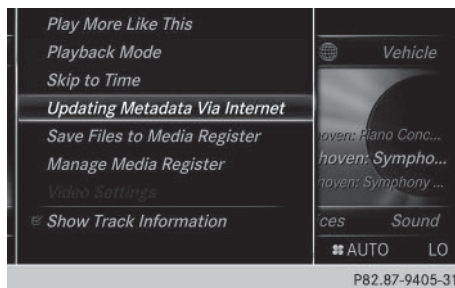 Play More Like This
Playback Mode
Vehicle
Skip to Time
Updating Metadata Via Internet
Save Files to Media Register
oven: Piano Conc...
Manage Media Register
hoven: Sympho...
Video Settings
hoven: Symphony ...
Show Track Information
ces Sound
AUTO LO
P82.87-9405-31